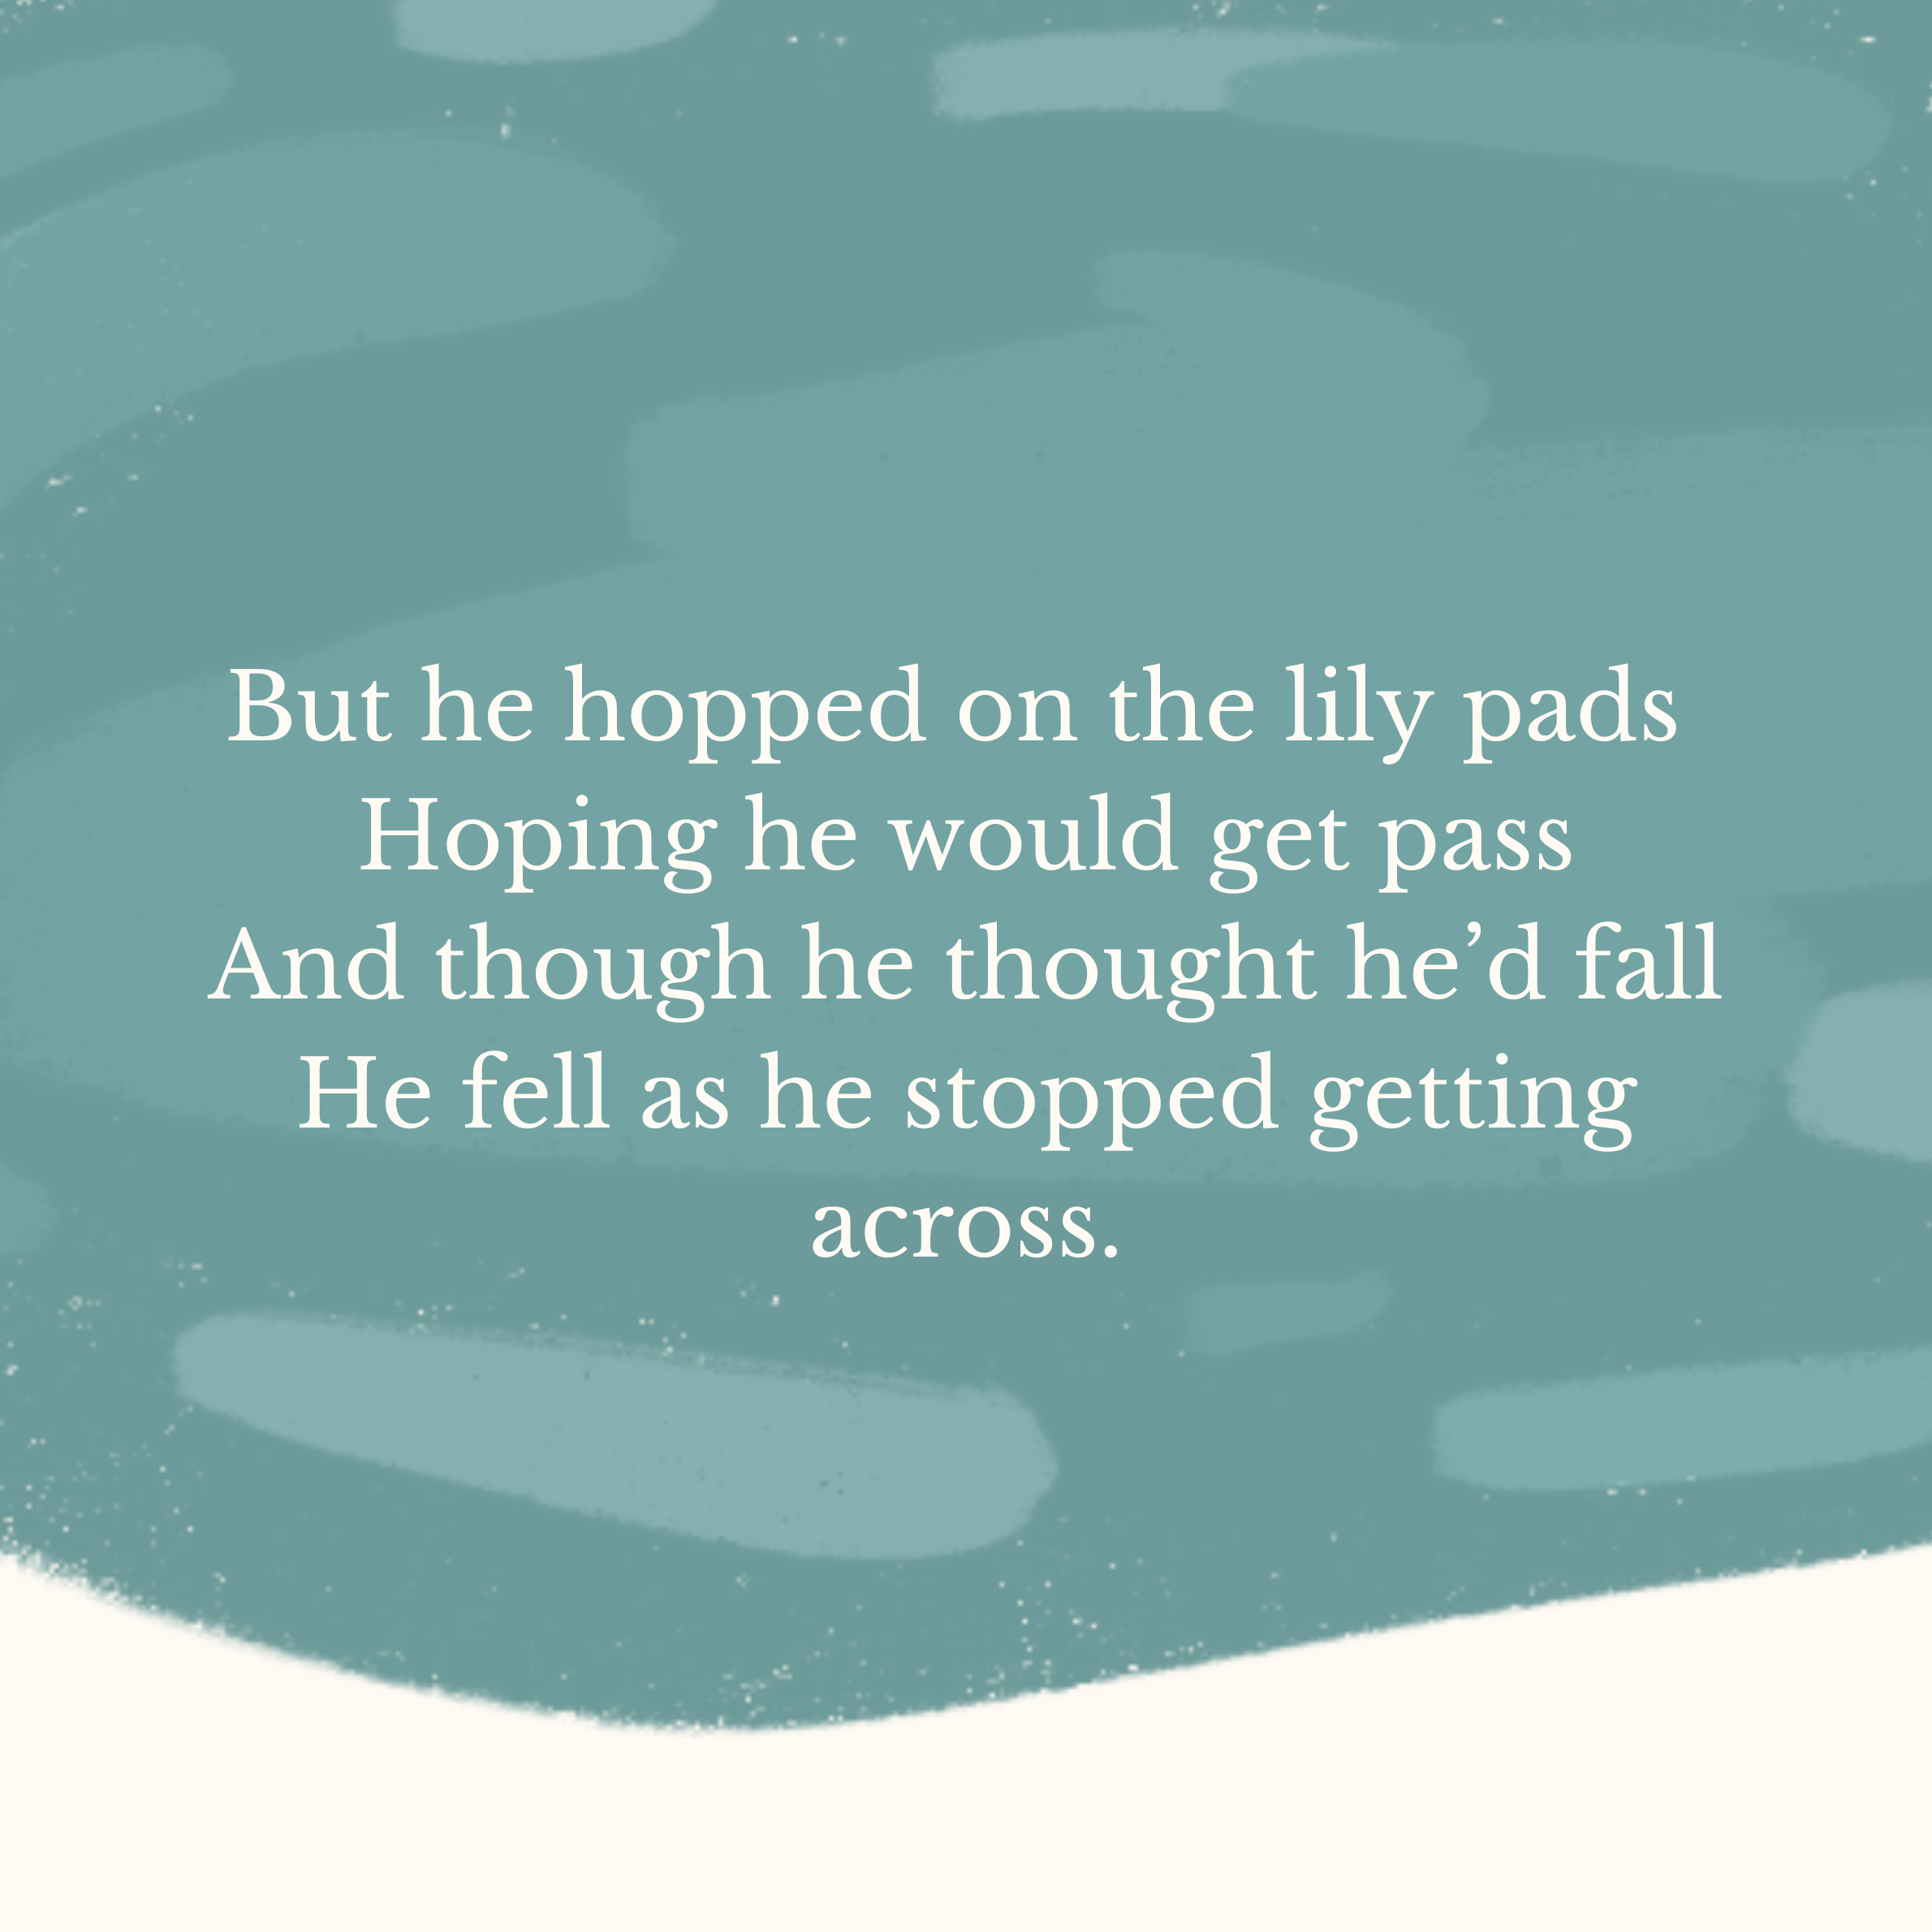 But he hopped on the lily pads
Hoping he would get pass
And though he thought he’d fall
He fell as he stopped getting
across.